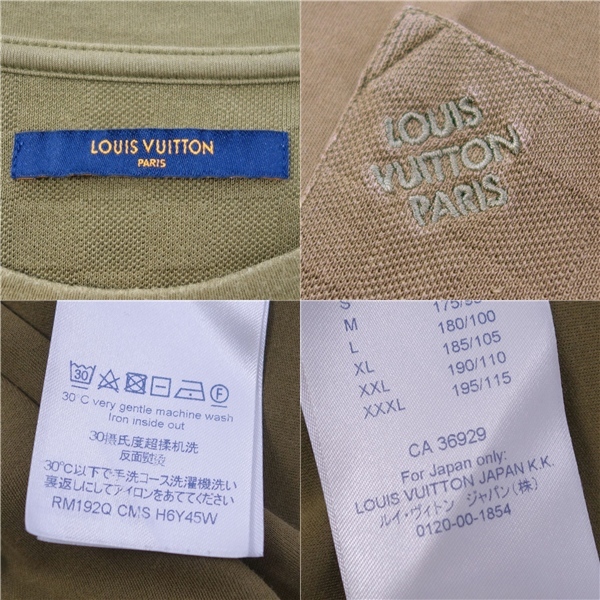 LOUIS VUITTON
PARIS
LOUIS
VUITTON
PARIS
30
F
30°C very gentle machine wash
Iron inside out
30摄氏度超柔机洗
反面熨烫
30℃以下で手洗コース洗濯機洗い
裏返しにしてアイロンをあててください
RM192Q CMS H6Y45W
M 180/100
L 185/105
XL 190/110
XXL 195/115
XXXL
CA 36929
For Japan only:
LOUIS VUITTON JAPAN K.K.
ルイ・ヴィトン ジャパン(株)
0120-00-1854